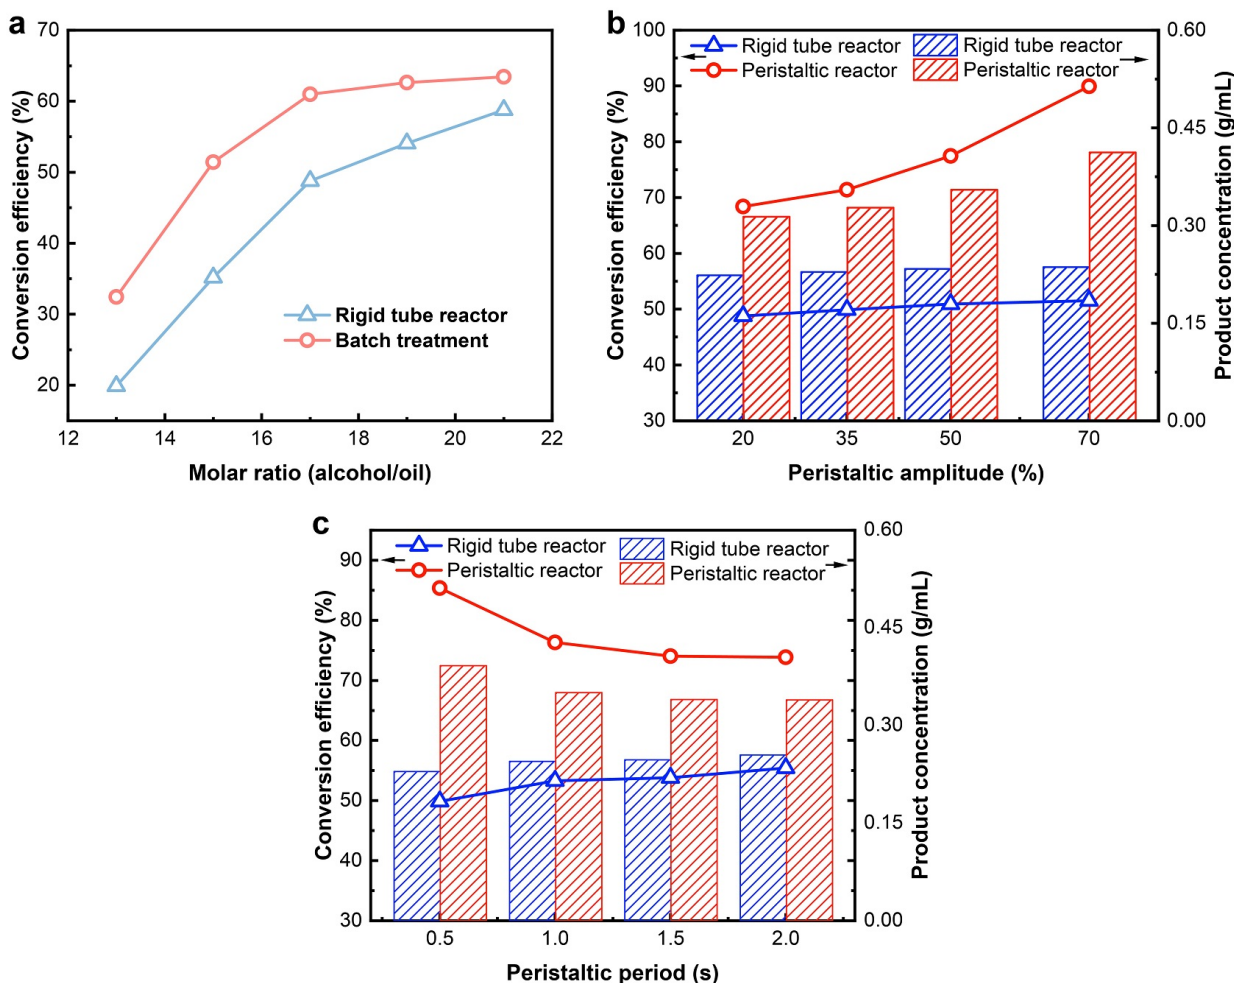 a
70
60
50
40
30
20
Conversion efficiency (%)
12 14 16 18 20 22
Molar ratio (alcohol/oil)
Rigid tube reactor
Batch treatment
b
100
90
80
70
60
50
40
30
Conversion efficiency (%)
Rigid tube reactor Rigid tube reactor
Peristaltic reactor Peristaltic reactor
0.60
0.45
0.30
0.15
0.00
Product concentration (g/mL)
20 35 50 70
Peristaltic amplitude (%)
c
90
80
70
60
50
40
30
Conversion efficiency (%)
Rigid tube reactor Rigid tube reactor
Peristaltic reactor Peristaltic reactor
0.60
0.45
0.30
0.15
0.00
Product concentration (g/mL)
0.5 1.0 1.5 2.0
Peristaltic period (s)